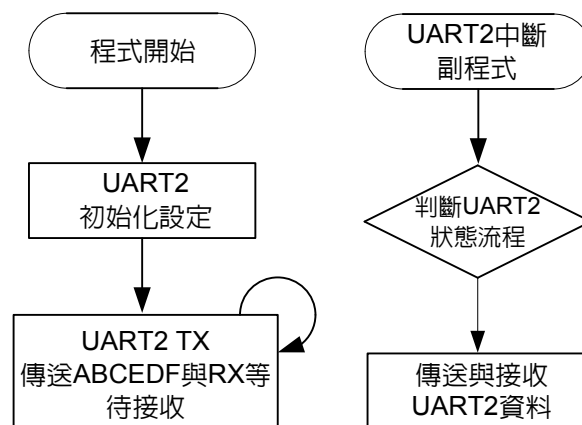 程式開始
UART2
初始化設定
UART2 TX
傳送ABCEDF與RX等
待接收
UART2中斷
副程式
判斷UART2
狀態流程
傳送與接收
UART2資料